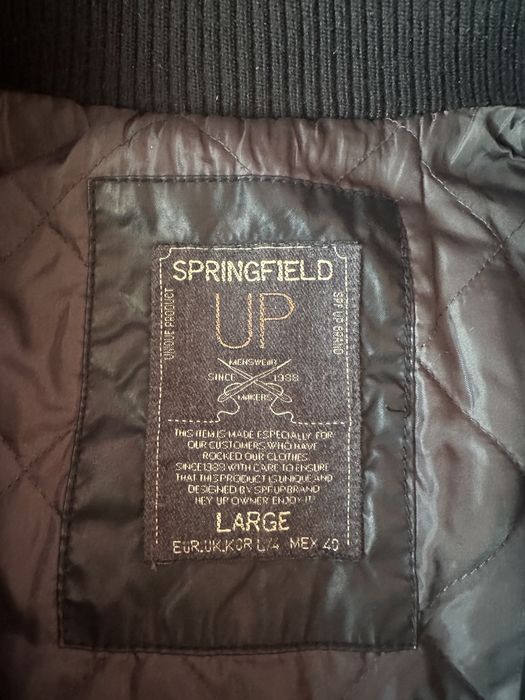 SPRINGFIELD
UP
UNIQUE PRODUCT
SPF UP BRAND
MENSWEAR
SINCE 1988
MAKERS
THIS ITEM IS MADE ESPECIALLY FOR
OUR CUSTOMERS WHO HAVE
ROCKED OUR CLOTHES
SINCE 1988 WITH CARE TO ENSURE
THAT THIS PRODUCT IS UNIQUE AND
DESIGNED BY SPFUPBRAND
HEY UP OWNER ENJOY IT!
LARGE
EUR.UK.KOR L/4 MEX 40